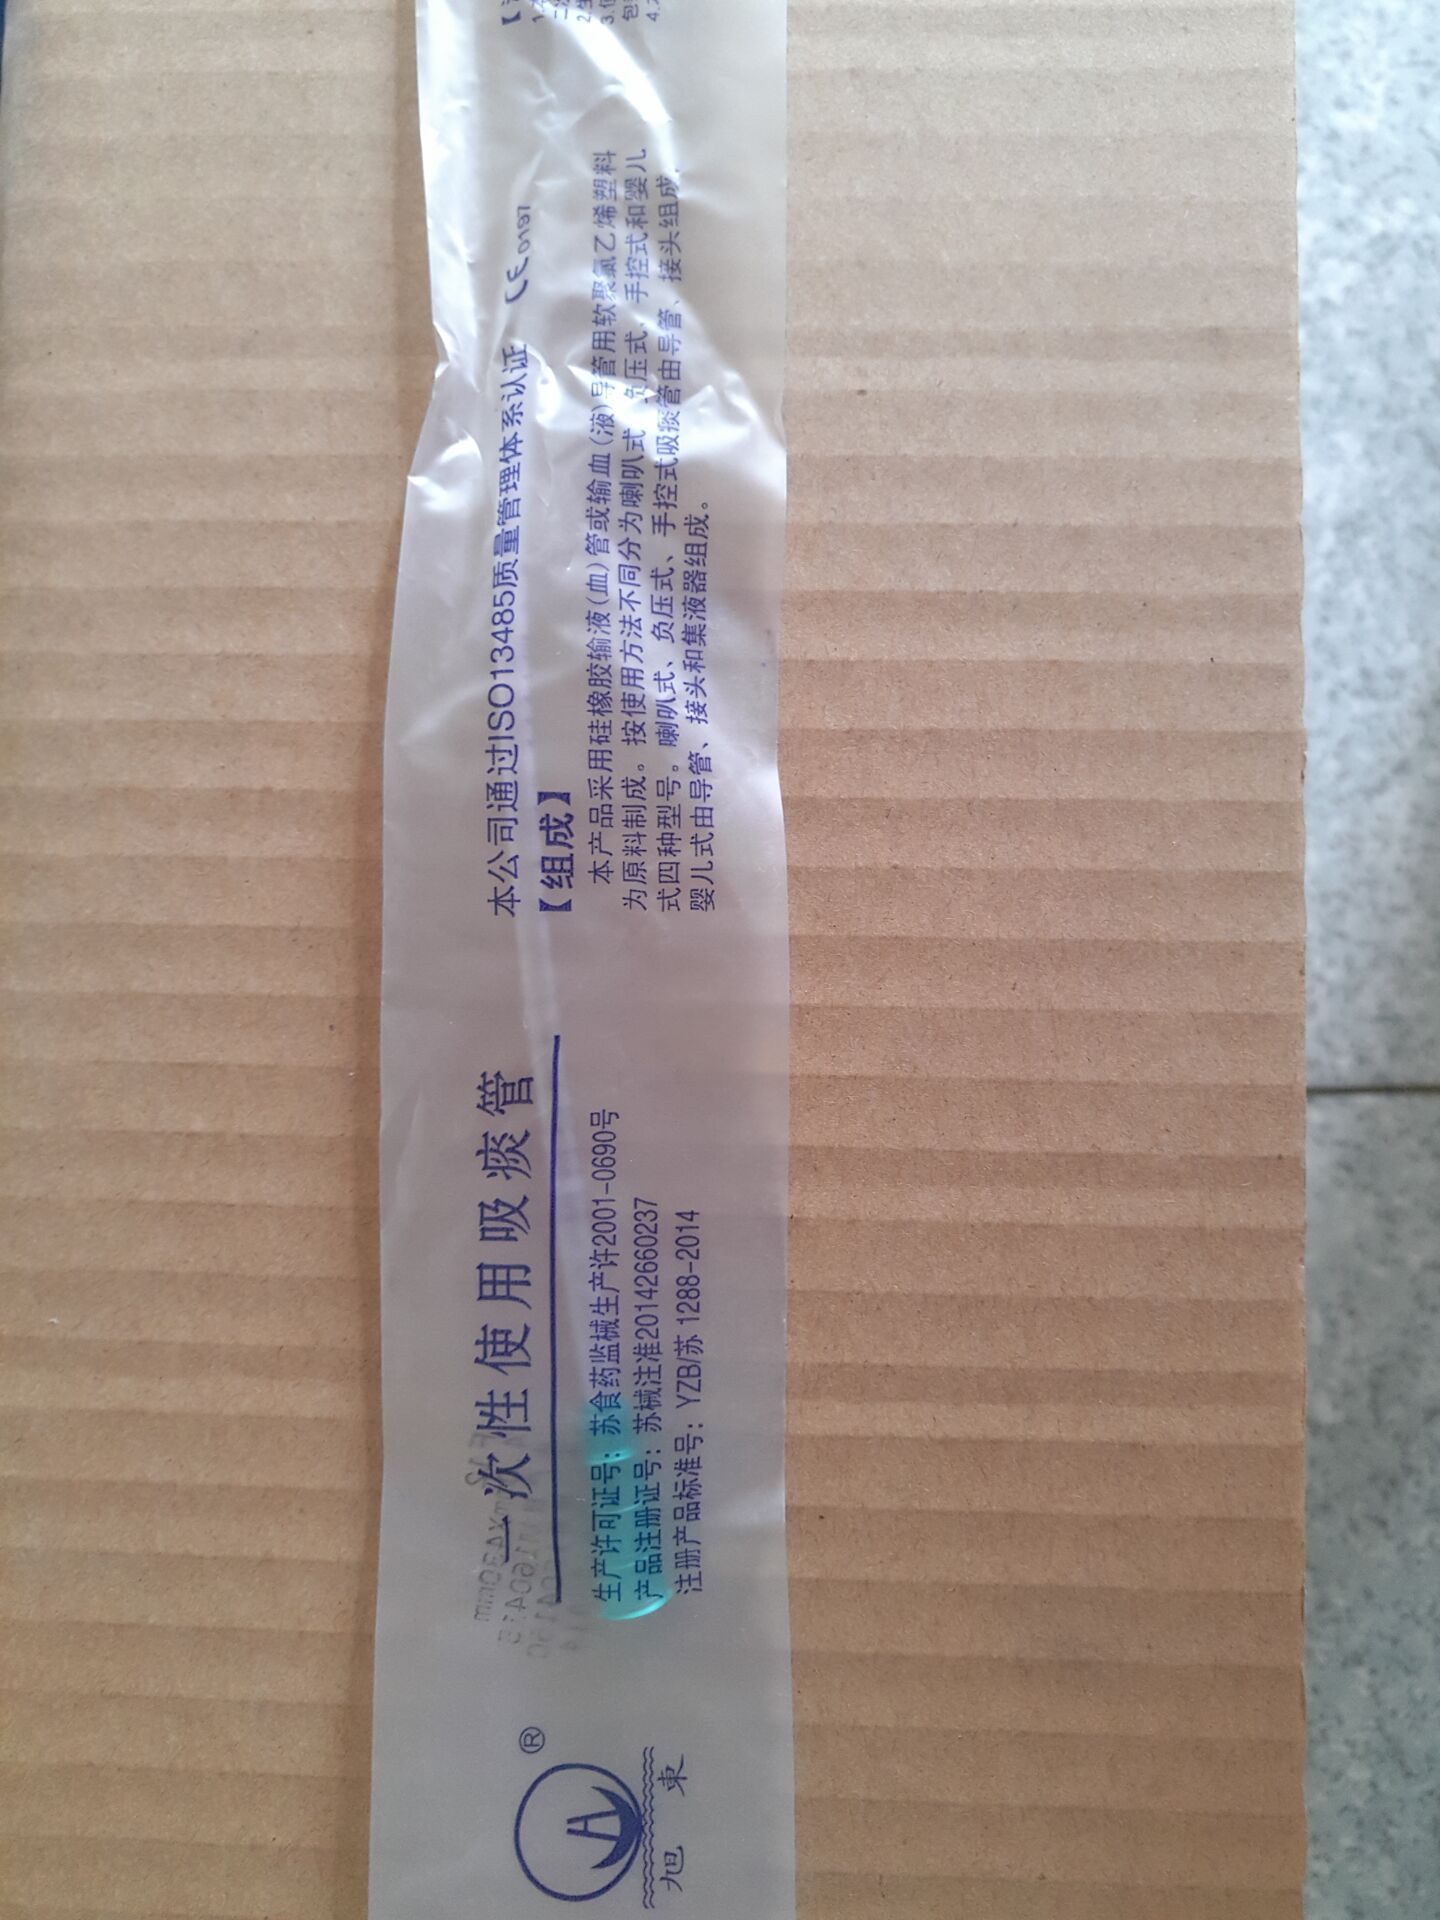 旭東
®
一次性使用吸痰管
生产许可证号：苏食药监械生产许2001-0690号
产品注册证号：苏械注准20142660237
注册产品标准号：YZB/苏 1288-2014
本公司通过ISO13485质量管理体系认证 CE 0197
【组成】
本产品采用硅橡胶输液(血)管或输血(液)导管用软聚氯乙烯塑料
为原料制成。按使用方法不同分为喇叭式、负压式、手控式和婴儿
式四种型号。喇叭式、负压式、手控式吸痰管由导管、接头组成，
婴儿式由导管、接头和集液器组成。